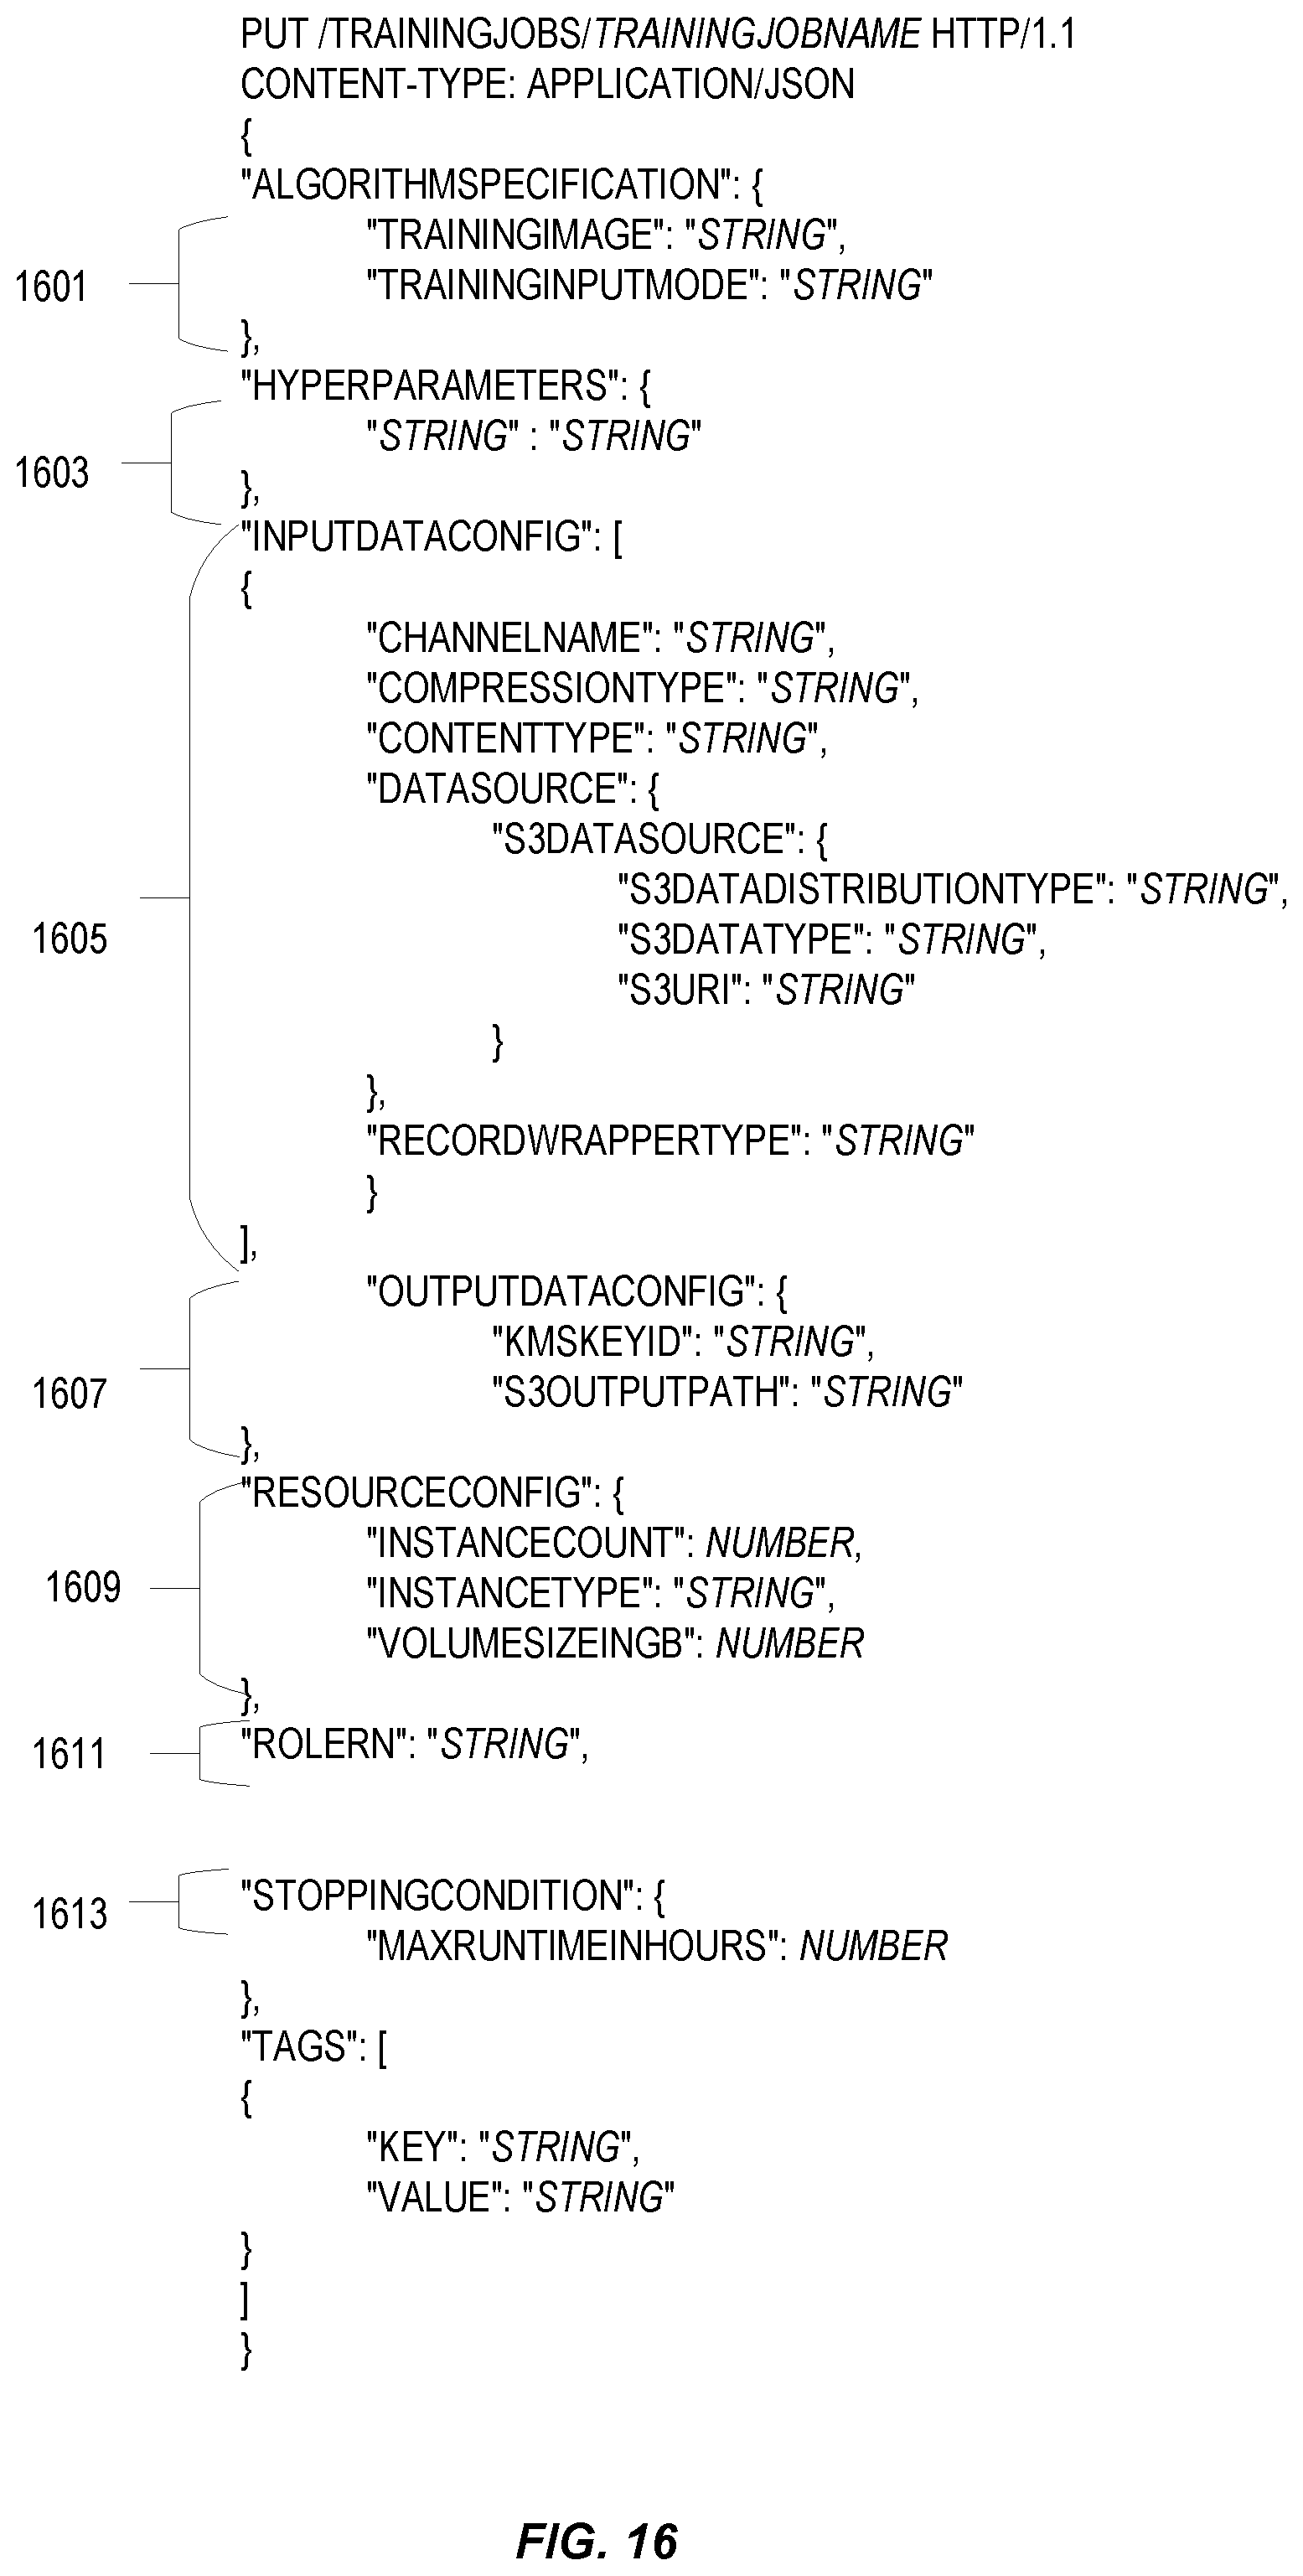 PUT /TRAININGJOBS/TRAININGJOBNAME HTTP/1.1
CONTENT-TYPE: APPLICATION/JSON
{
"ALGORITHMSPECIFICATION": {
"TRAININGIMAGE": "STRING",
1601
"TRAININGINPUTMODE": "STRING"
},
"HYPERPARAMETERS": {
"STRING" : "STRING"
1603
},
"INPUTDATACONFIG": [
{
"CHANNELNAME": "STRING",
"COMPRESSIONTYPE": "STRING",
"CONTENTTYPE": "STRING",
"DATASOURCE": {
"S3DATASOURCE": {
"S3DATADISTRIBUTIONTYPE": "STRING",
1605
"S3DATATYPE": "STRING",
"S3URI": "STRING"
}
},
"RECORDWRAPPERTYPE": "STRING"
}
],
"OUTPUTDATACONFIG": {
"KMSKEYID": "STRING",
1607
"S3OUTPUTPATH": "STRING"
},
"RESOURCECONFIG": {
"INSTANCECOUNT": NUMBER,
1609
"INSTANCETYPE": "STRING",
"VOLUMESIZEINGB": NUMBER
},
1611
"ROLERN": "STRING",
1613
"STOPPINGCONDITION": {
"MAXRUNTIMEINHOURS": NUMBER
},
"TAGS": [
{
"KEY": "STRING",
"VALUE": "STRING"
}
]
}
FIG. 16